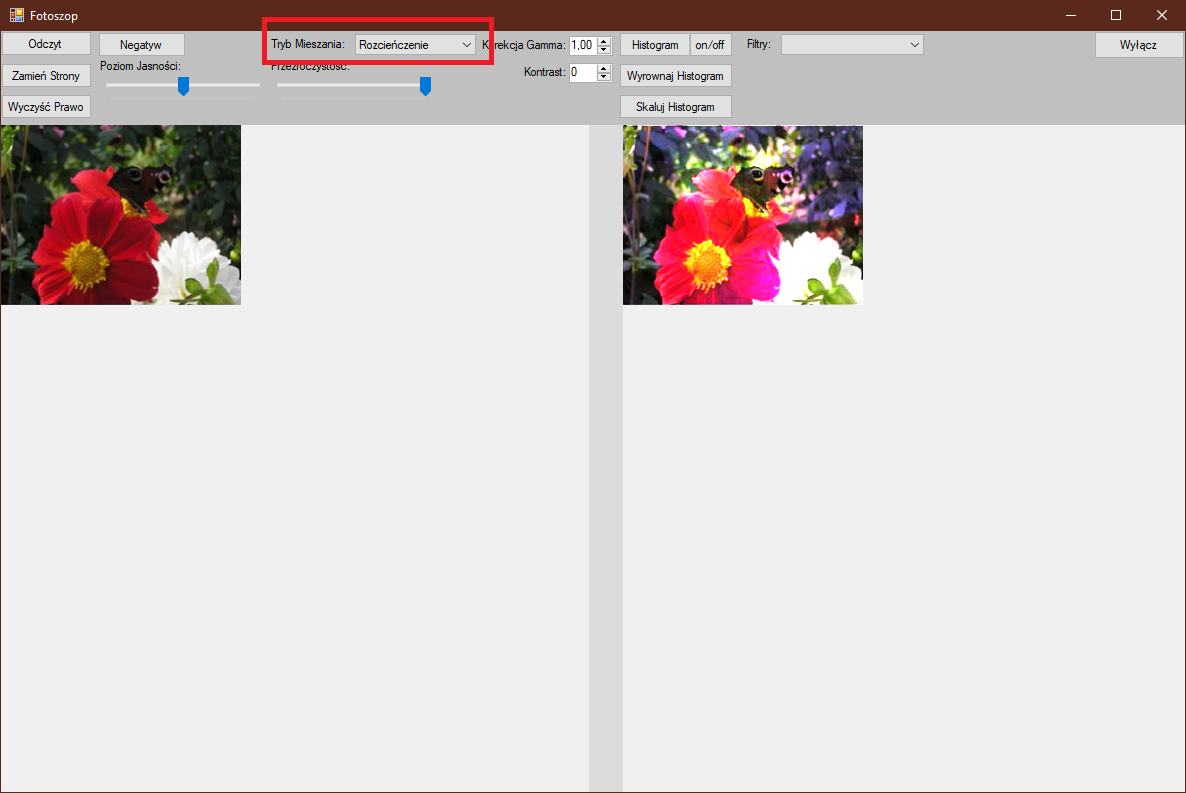 Fotoszop
Odczyt
Negatyw
Tryb Mieszania: Rozcieńczenie
Korekcja Gamma: 1,00
Histogram
on/off
Filtry:
Wyłącz
Zamień Strony
Poziom Jasności:
Przezroczystość:
Kontrast: 0
Wyrownaj Histogram
Wyczyść Prawo
Skaluj Histogram